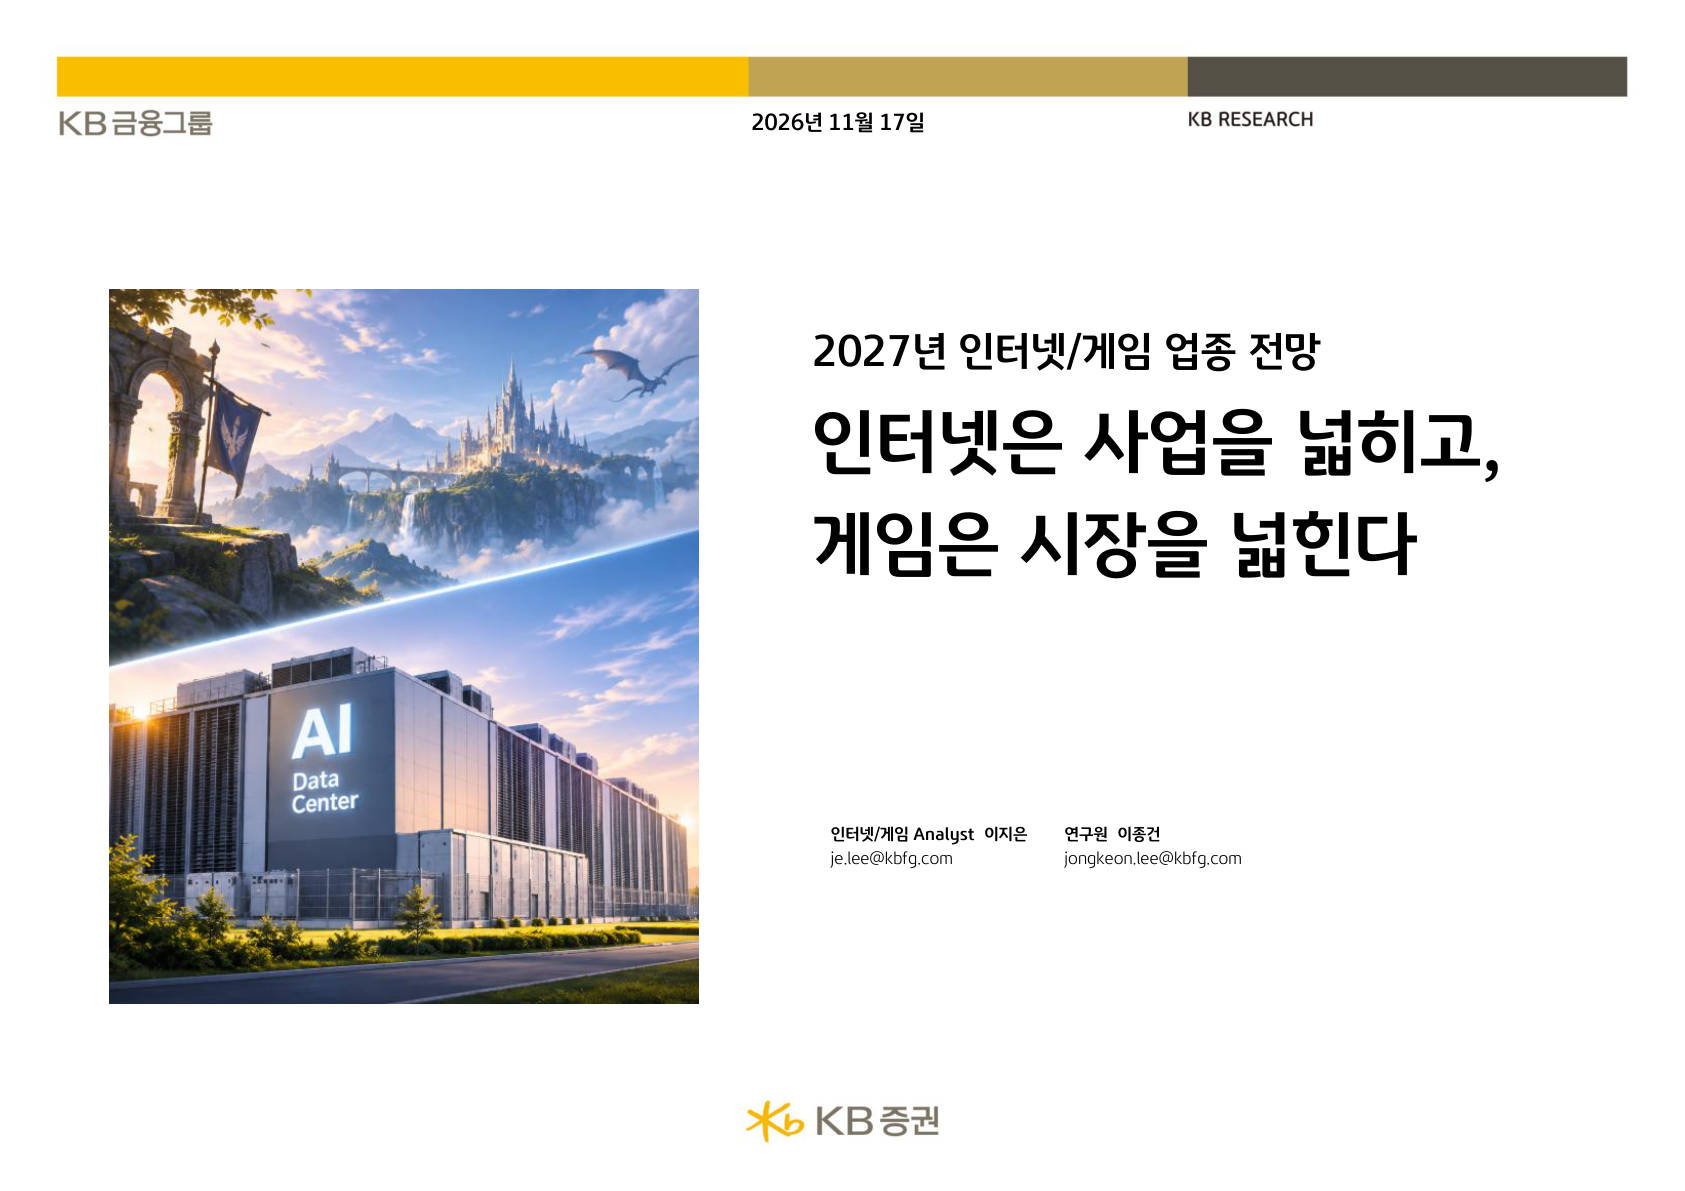 KB 금융그룹
2026년 11월 17일
KB RESEARCH
2027년 인터넷/게임 업종 전망
인터넷은 사업을 넓히고,
게임은 시장을 넓힌다
AI
Data
Center
인터넷/게임 Analyst 이지은
je.lee@kbfg.com
연구원 이종건
jongkeon.lee@kbfg.com
KB 증권